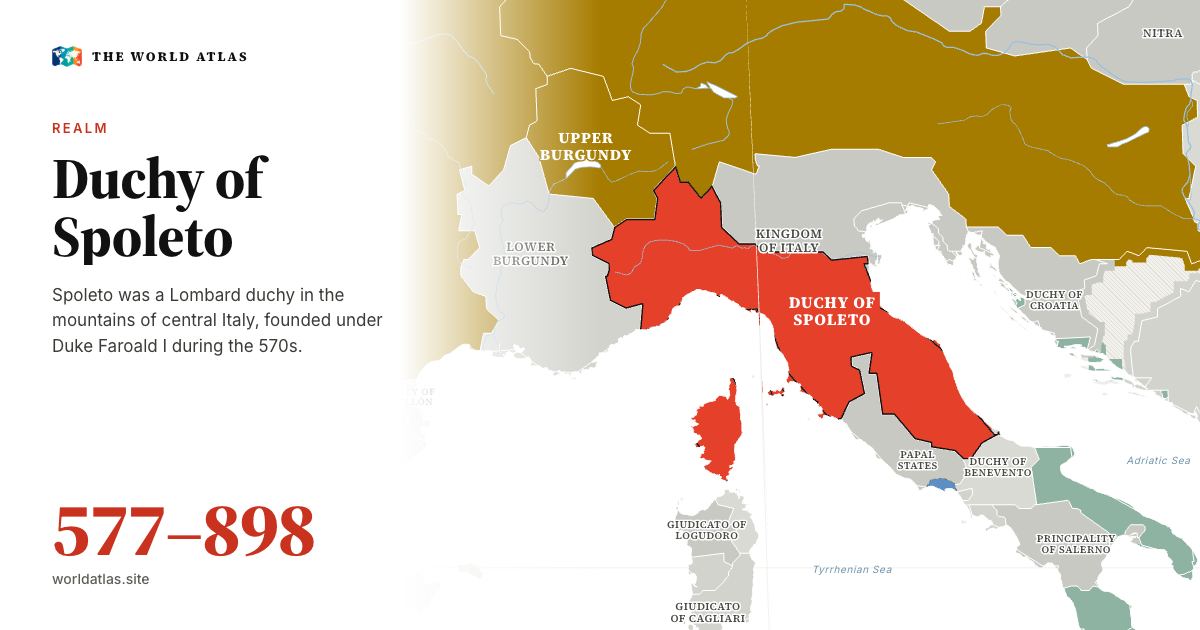 THE WORLD ATLAS
REALM
Duchy of
Spoleto
Spoleto was a Lombard duchy in the
mountains of central Italy, founded under
Duke Faroald I during the 570s.
577–898
worldatlas.site
NITRA
UPPER
BURGUNDY
LOWER
BURGUNDY
KINGDOM
OF ITALY
DUCHY OF
SPOLETO
DUCHY OF
CROATIA
PAPAL
STATES
DUCHY OF
BENEVENTO
Adriatic Sea
GIUDICATO OF
LOGUDORO
PRINCIPALITY
OF SALERNO
Tyrrhenian Sea
GIUDICATO
OF CAGLIARI